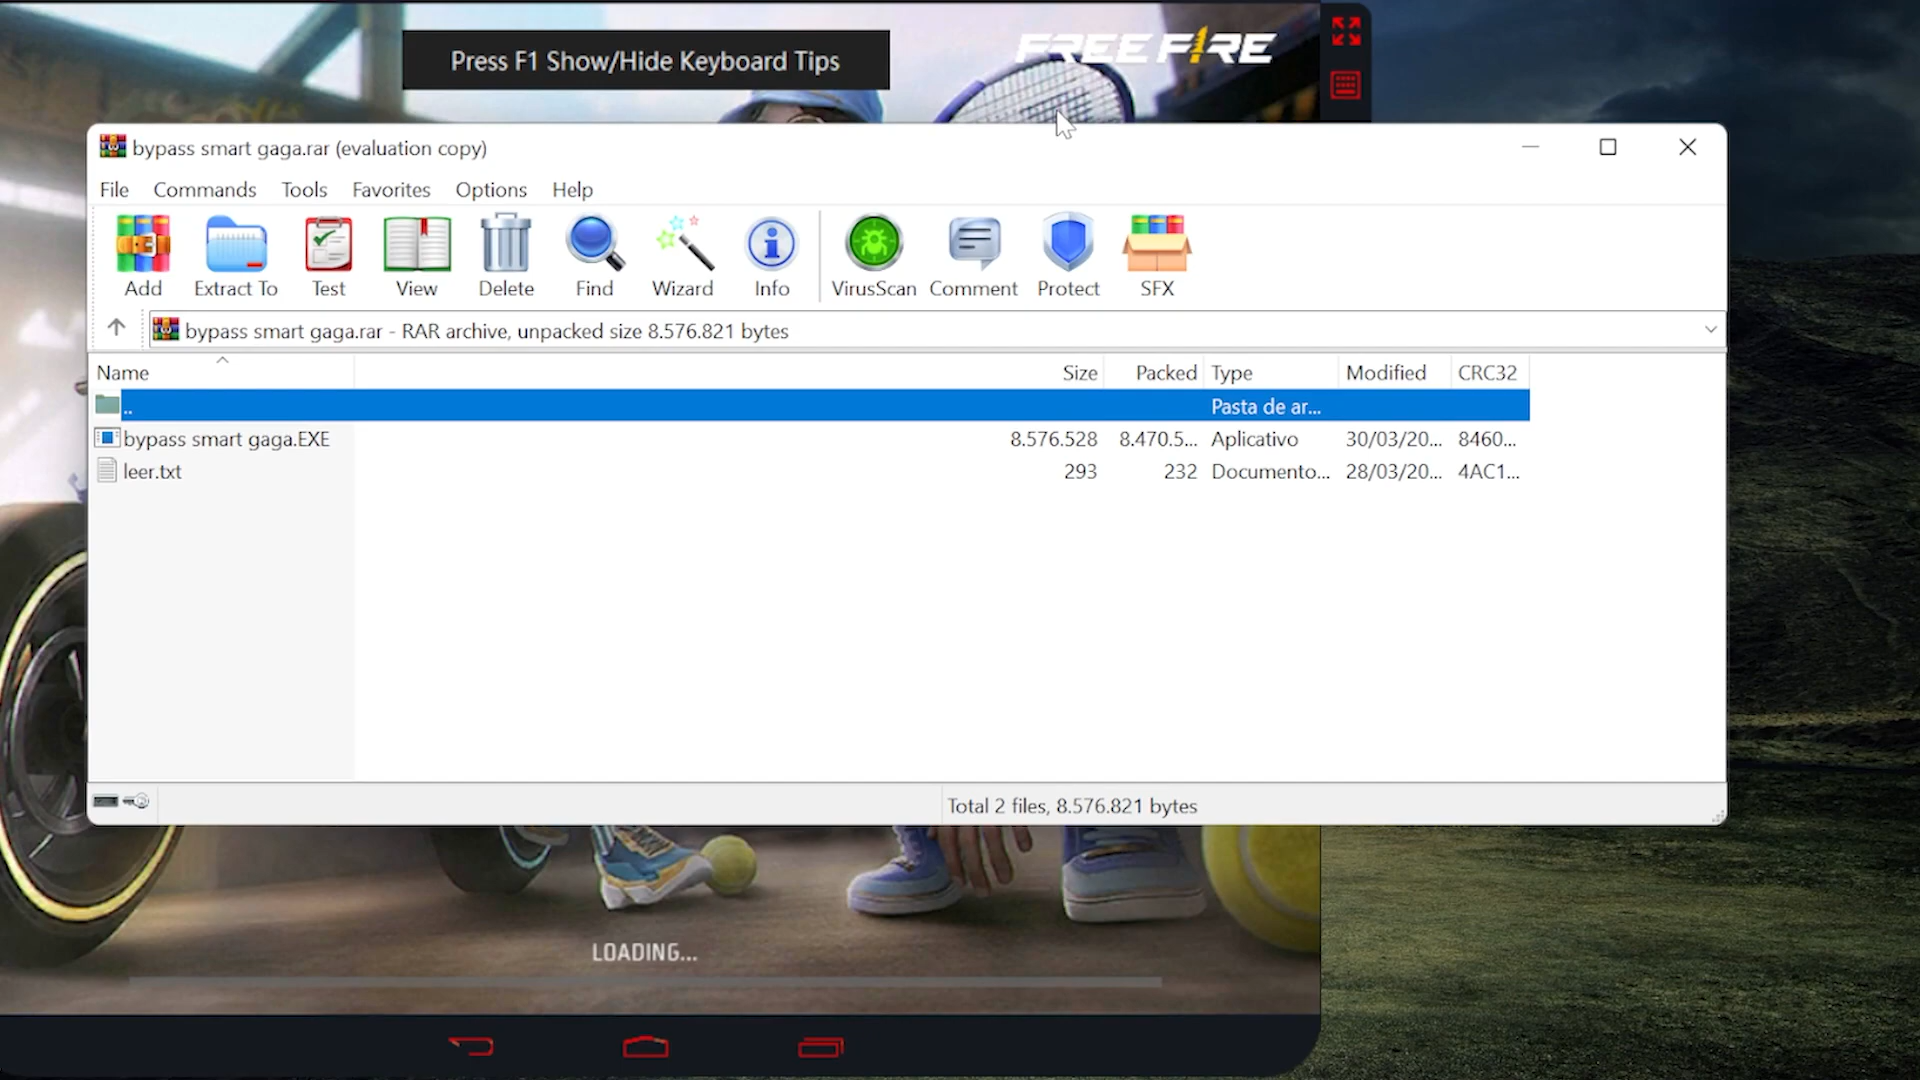 Press F1 Show/Hide Keyboard Tips
FREE FIRE
bypass smart gaga.rar (evaluation copy)
File Commands Tools Favorites Options Help
Add Extract To Test View Delete Find Wizard Info VirusScan Comment Protect SFX
bypass smart gaga.rar - RAR archive, unpacked size 8.576.821 bytes
Name Size Packed Type Modified CRC32
.. Pasta de ar...
bypass smart gaga.EXE 8.576.528 8.470.5... Aplicativo 30/03/20... 8460...
leer.txt 293 232 Documento... 28/03/20... 4AC1...
Total 2 files, 8.576.821 bytes
LOADING...